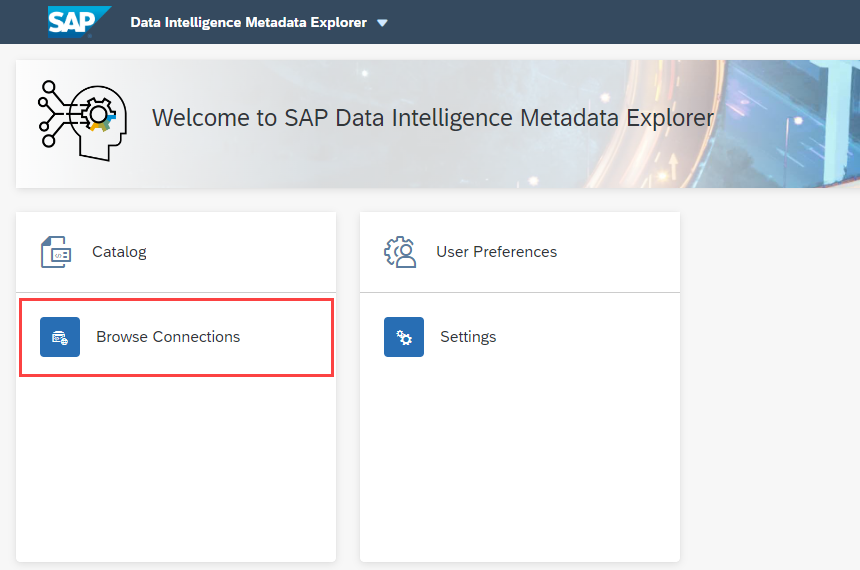 SAP
Data Intelligence Metadata Explorer
Welcome to SAP Data Intelligence Metadata Explorer
Catalog
User Preferences
Browse Connections
Settings